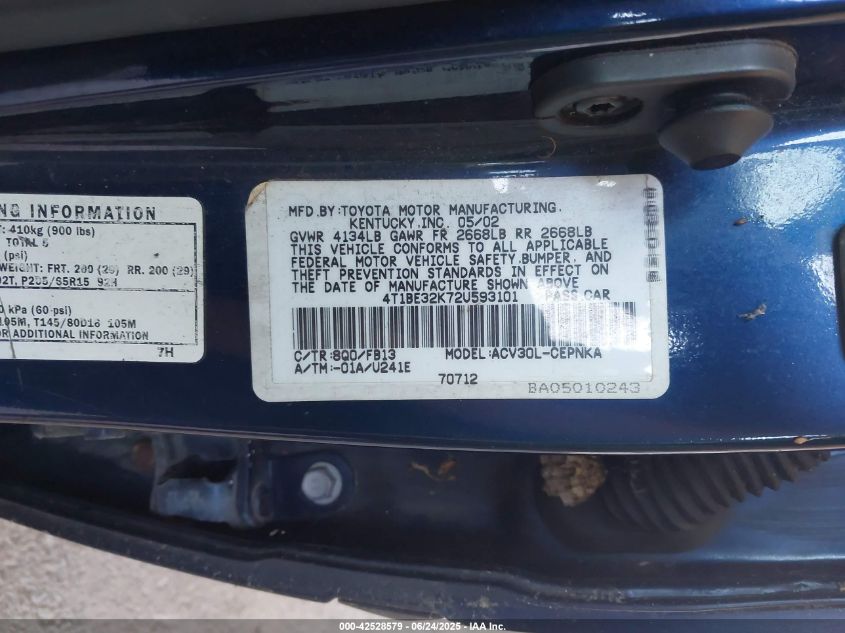 NG INFORMATION
T: 410kg (900 lbs)
TOTAL 5
(psi)
WEIGHT: FRT. 200 (29) RR. 200 (29)
92T, P205/65R15 92H
0 kPa (60 psi)
105M, T145/80D16 105M
OR ADDITIONAL INFORMATION
7H
MFD.BY:TOYOTA MOTOR MANUFACTURING,
KENTUCKY,INC. 05/02
GVWR 4134LB GAWR FR 2668LB RR 2668LB
THIS VEHICLE CONFORMS TO ALL APPLICABLE
FEDERAL MOTOR VEHICLE SAFETY,BUMPER, AND
THEFT PREVENTION STANDARDS IN EFFECT ON
THE DATE OF MANUFACTURE SHOWN ABOVE
4T1BE32K72U593101 PASS.CAR
C/TR:8Q0/FB13 MODEL:ACV30L-CEPNKA
A/TM:-01A/U241E
70712
BA05010243
000-42528579 - 06/24/2025 - IAA Inc.